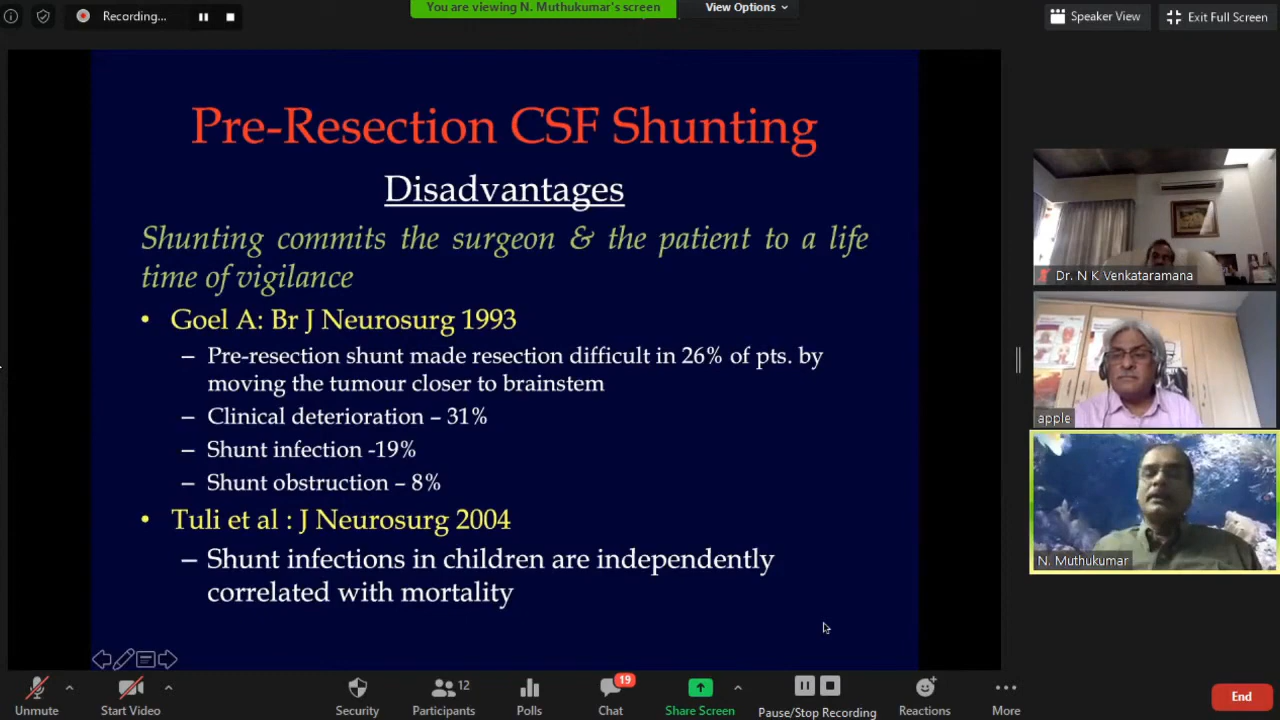 Recording...
You are viewing N. Muthukumar's screen
View Options
Speaker View
Exit Full Screen
Pre-Resection CSF Shunting
Disadvantages
Shunting commits the surgeon & the patient to a life
time of vigilance
• Goel A: Br J Neurosurg 1993
– Pre-resection shunt made resection difficult in 26% of pts. by
moving the tumour closer to brainstem
– Clinical deterioration – 31%
– Shunt infection -19%
– Shunt obstruction – 8%
• Tuli et al : J Neurosurg 2004
– Shunt infections in children are independently
correlated with mortality
Dr. N K Venkataramana
apple
N. Muthukumar
Unmute
Start Video
Security
12
Participants
Polls
19
Chat
Share Screen
Pause/Stop Recording
Reactions
More
End